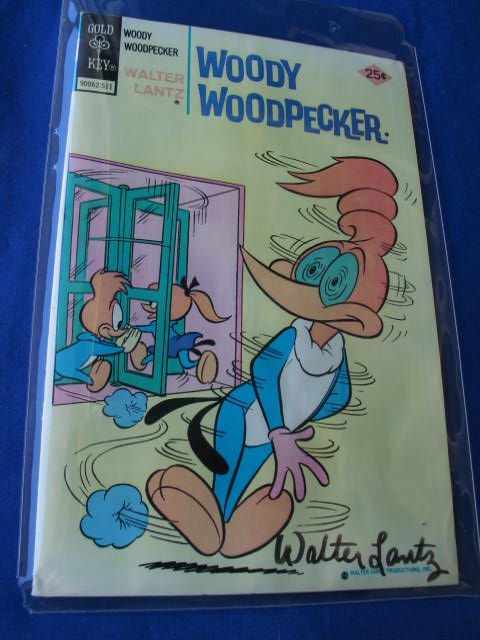 GOLD
KEY®
90062-511
WOODY
WOODPECKER
WALTER
LANTZ
WOODY
WOODPECKER
25¢
Walter Lantz
© WALTER LANTZ PRODUCTIONS, INC.